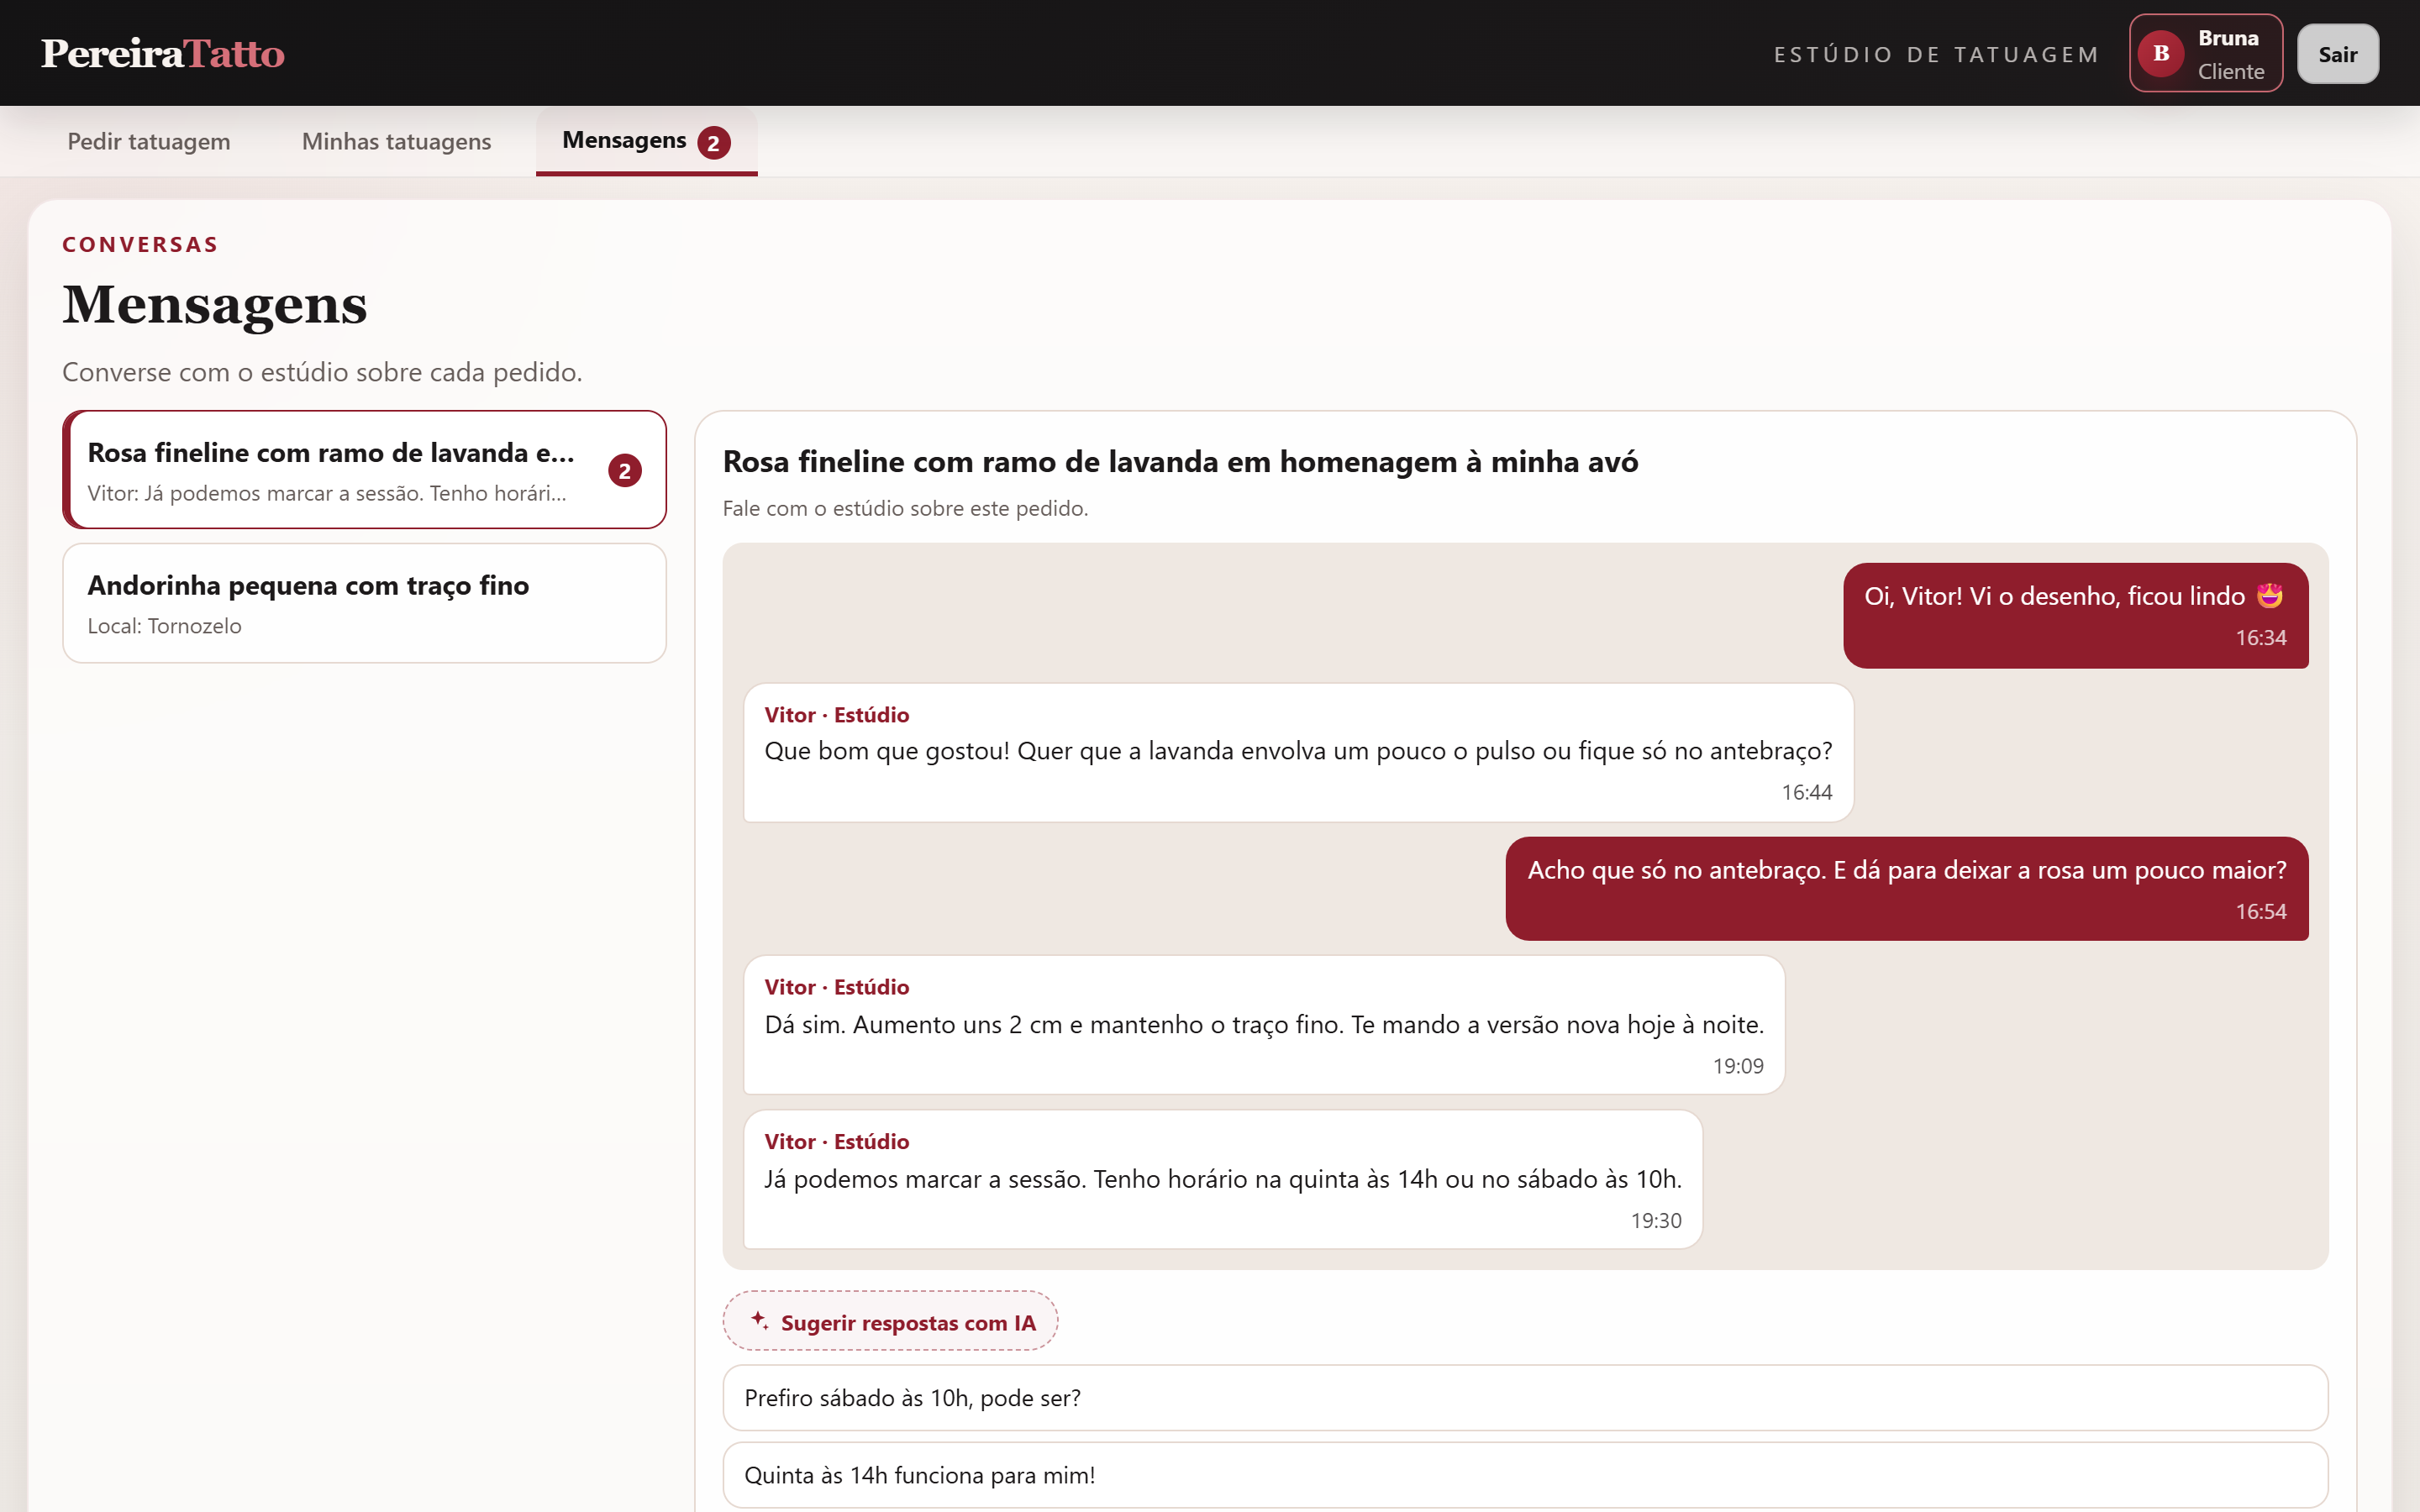 PereiraTatto
ESTÚDIO DE TATUAGEM
B
Bruna
Cliente
Sair
Pedir tatuagem
Minhas tatuagens
Mensagens 2
CONVERSAS
Mensagens
Converse com o estúdio sobre cada pedido.
Rosa fineline com ramo de lavanda e...
Vitor: Já podemos marcar a sessão. Tenho horári...
2
Andorinha pequena com traço fino
Local: Tornozelo
Rosa fineline com ramo de lavanda em homenagem à minha avó
Fale com o estúdio sobre este pedido.
Oi, Vitor! Vi o desenho, ficou lindo 🤩
16:34
Vitor · Estúdio
Que bom que gostou! Quer que a lavanda envolva um pouco o pulso ou fique só no antebraço?
16:44
Acho que só no antebraço. E dá para deixar a rosa um pouco maior?
16:54
Vitor · Estúdio
Dá sim. Aumento uns 2 cm e mantenho o traço fino. Te mando a versão nova hoje à noite.
19:09
Vitor · Estúdio
Já podemos marcar a sessão. Tenho horário na quinta às 14h ou no sábado às 10h.
19:30
Sugerir respostas com IA
Prefiro sábado às 10h, pode ser?
Quinta às 14h funciona para mim!